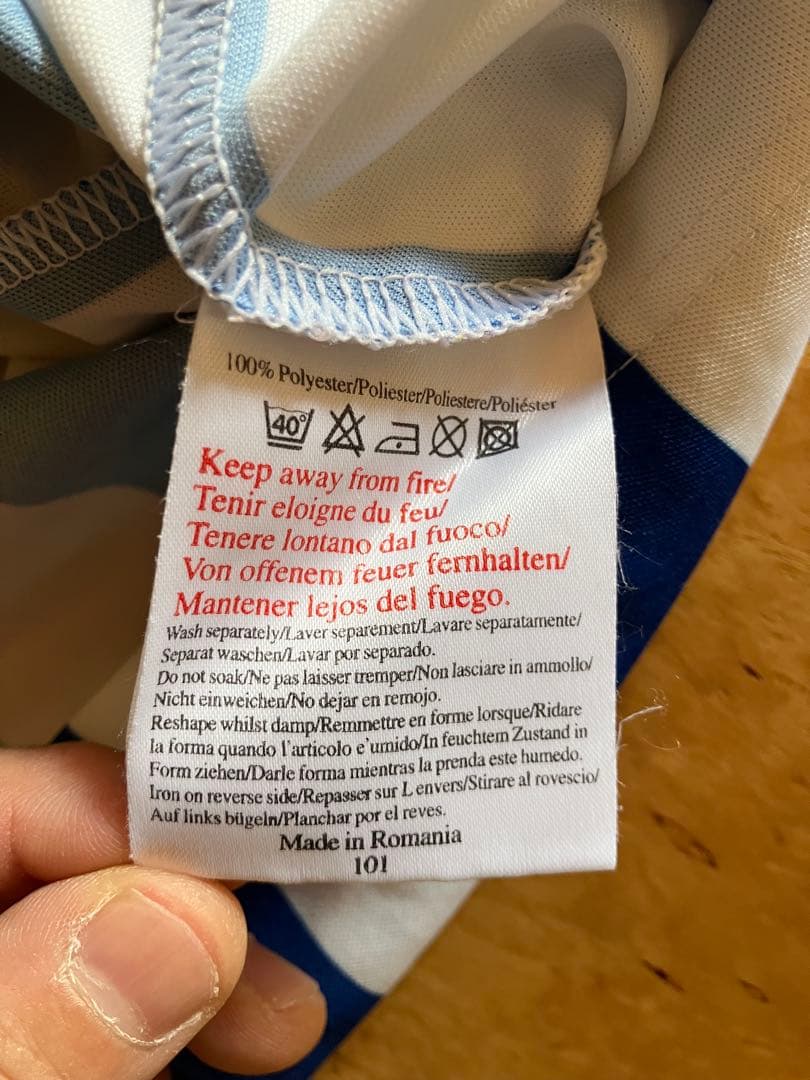 100% Polyester/Poliester/Poliestere/Poliéster
40°
Keep away from fire/
Tenir eloigne du feu/
Tenere lontano dal fuoco/
Von offenem feuer fernhalten/
Mantener lejos del fuego.
Wash separately/Laver separement/Lavare separatamente/
Separat waschen/Lavar por separado.
Do not soak/Ne pas laisser tremper/Non lasciare in ammollo/
Nicht einweichen/No dejar en remojo.
Reshape whilst damp/Remmettre en forme lorsque/Ridare
la forma quando l'articolo e'umido/In feuchtem Zustand in
Form ziehen/Darle forma mientras la prenda este humedo.
Iron on reverse side/Repasser sur L envers/Stirare al rovescio/
Auf links bügeln/Planchar por el reves.
Made in Romania
101